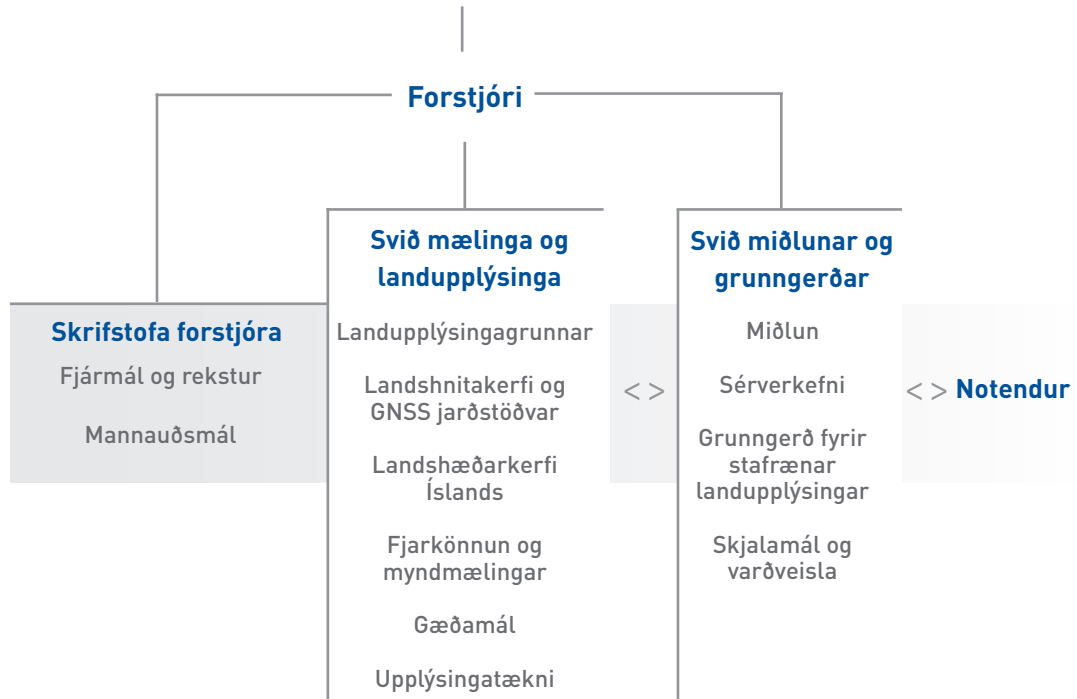 Forstjóri
Skrifstofa forstjóra
Fjármál og rekstur
Mannauðsmál
Svið mælinga og
landupplýsinga
Landupplýsingagrunnar
Landshnitakerfi og
GNSS jarðstöðvar
Landshæðarkerfi
Íslands
Fjarkönnun og
myndmælingar
Gæðamál
Upplýsingatækni
< >
Svið miðlunar og
grunngerðar
Miðlun
Sérverkefni
Grunngerð fyrir
stafrænar
landupplýsingar
Skjalamál og
varðveisla
< > Notendur